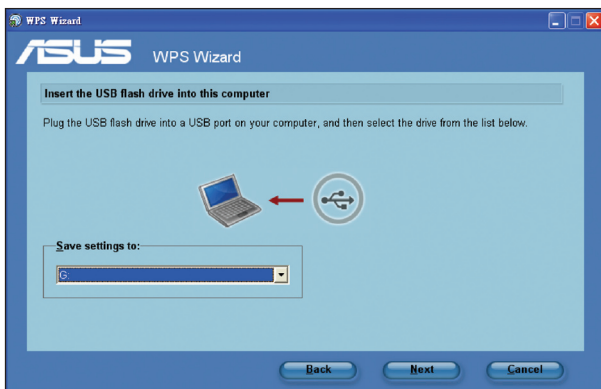 WPS Wizard
ASUS WPS Wizard
Insert the USB flash drive into this computer
Plug the USB flash drive into a USB port on your computer, and then select the drive from the list below.
Save settings to:
G:
Back Next Cancel